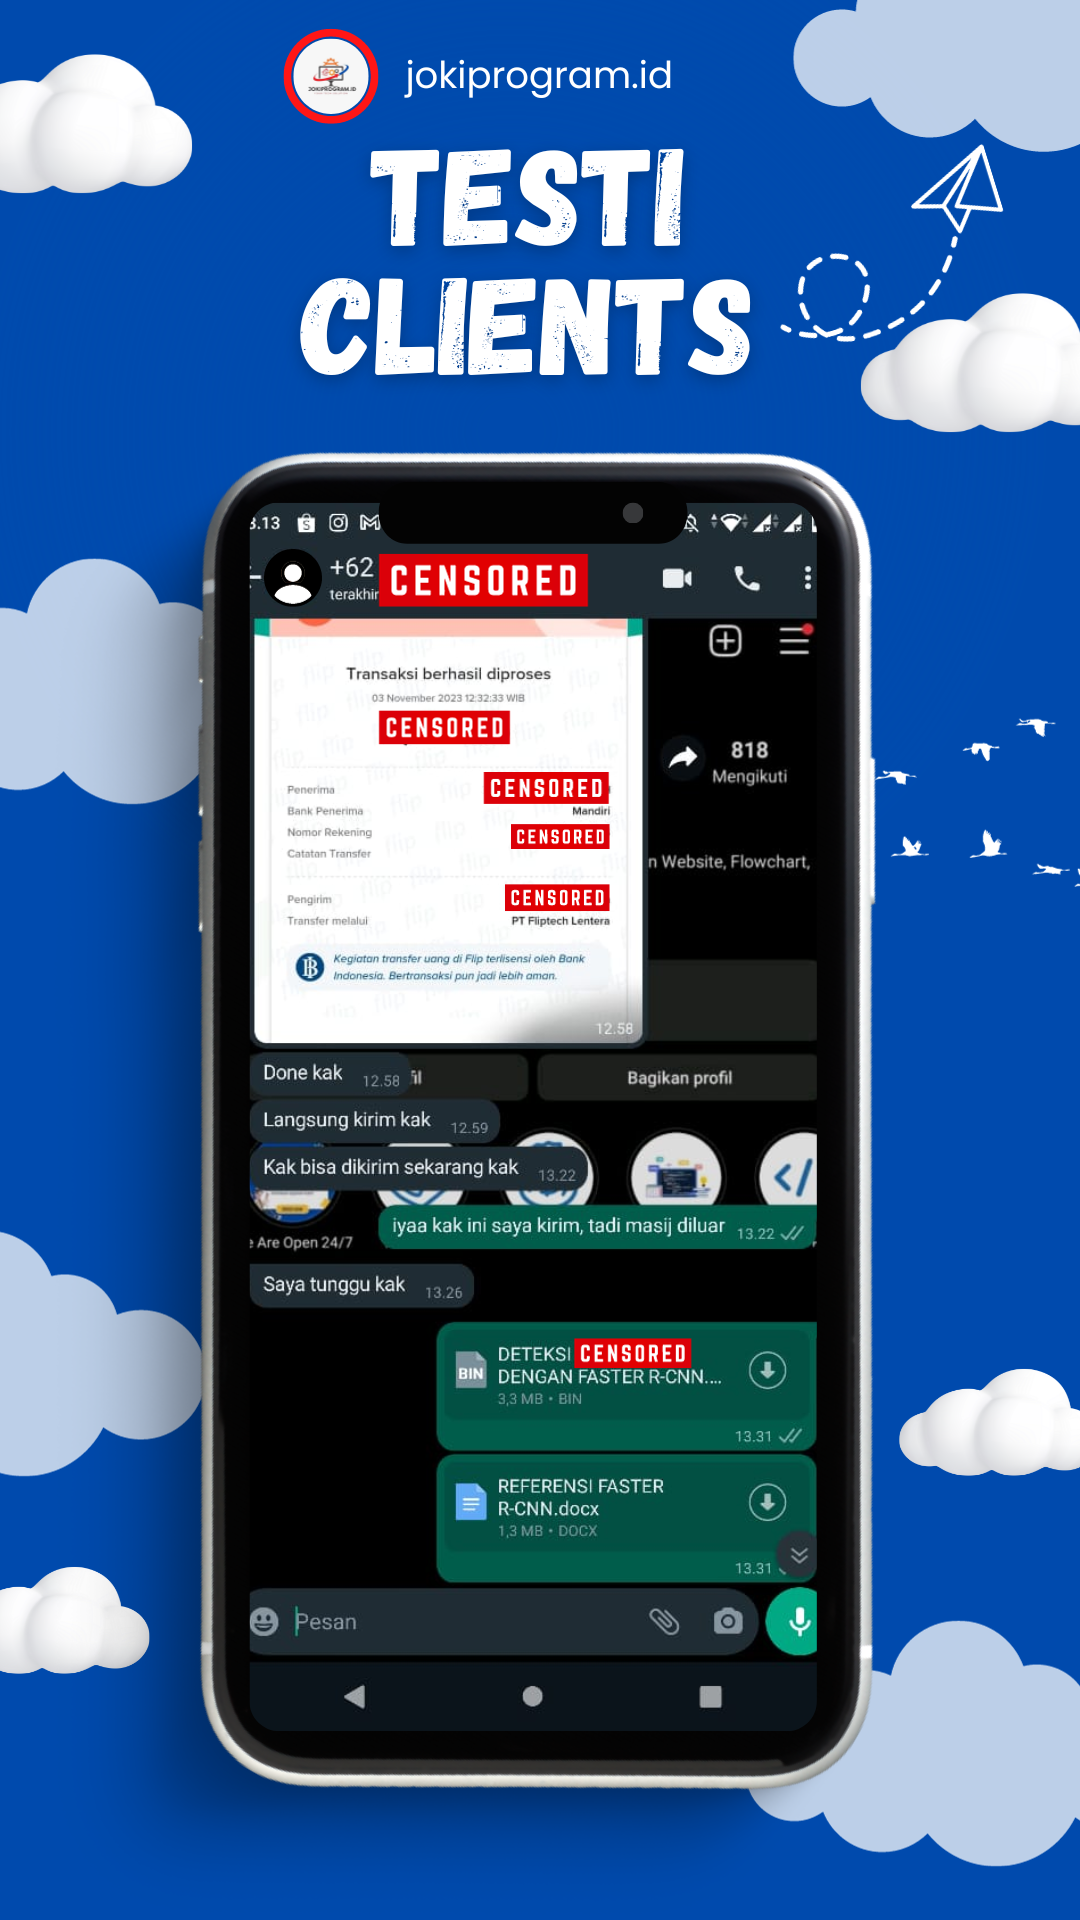 JOKIPROGRAM.ID
jokiprogram.id
TESTI
CLIENTS
3.13
+62 CENSORED
terakhir
Transaksi berhasil diproses
03 November 2023 12:32:33 WIB
CENSORED
Penerima CENSORED
Bank Penerima Mandiri
Nomor Rekening CENSORED
Catatan Transfer
Pengirim CENSORED
Transfer melalui PT Fliptech Lentera
Kegiatan transfer uang di Flip terlisensi oleh Bank
Indonesia. Bertransaksi pun jadi lebih aman.
12.58
818
Mengikuti
n Website, Flowchart,
Done kak 12.58
fil
Bagikan profil
Langsung kirim kak 12.59
Kak bisa dikirim sekarang kak 13.22
iyaa kak ini saya kirim, tadi masij diluar 13.22
e Are Open 24/7
Saya tunggu kak 13.26
BIN
DETEKSI CENSORED
DENGAN FASTER R-CNN....
3,3 MB • BIN
13.31
REFERENSI FASTER
R-CNN.docx
1,3 MB • DOCX
13.31
Pesan